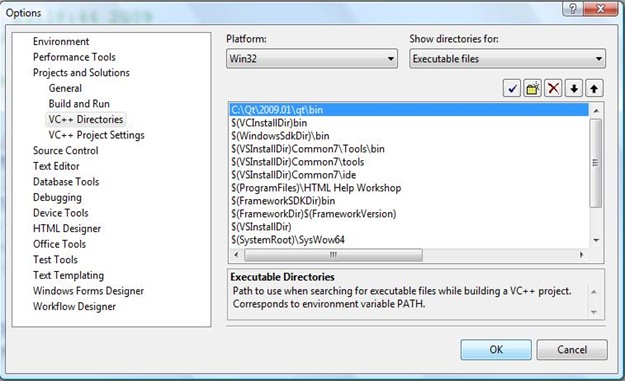 Options
Environment
Performance Tools
Projects and Solutions
General
Build and Run
VC++ Directories
VC++ Project Settings
Source Control
Text Editor
Database Tools
Debugging
Device Tools
HTML Designer
Office Tools
Test Tools
Text Templating
Windows Forms Designer
Workflow Designer
Platform:
Win32
Show directories for:
Executable files
C:\Qt\2009.01\qt\bin
$(VCInstallDir)bin
$(WindowsSdkDir)\bin
$(VSInstallDir)Common7\Tools\bin
$(VSInstallDir)Common7\tools
$(VSInstallDir)Common7\ide
$(ProgramFiles)\HTML Help Workshop
$(FrameworkSDKDir)bin
$(FrameworkDir)$(FrameworkVersion)
$(VSInstallDir)
$(SystemRoot)\SysWow64
Executable Directories
Path to use when searching for executable files while building a VC++ project.
Corresponds to environment variable PATH.
OK
Cancel